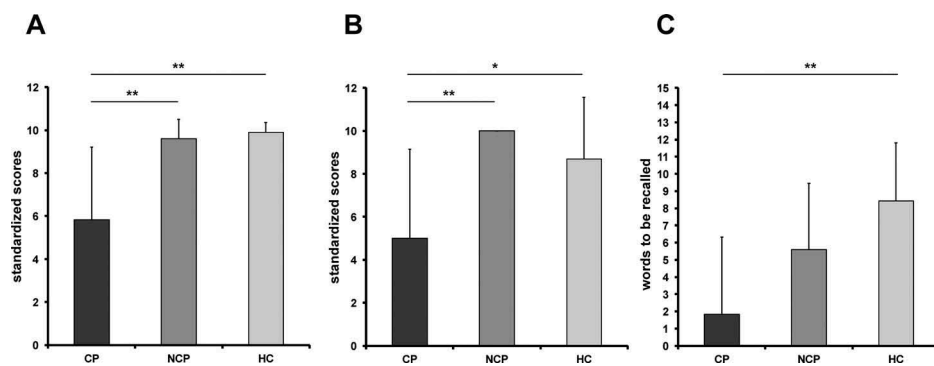 A
standardized scores
12
10
8
6
4
2
0
**
**
CP
NCP
HC
B
standardized scores
12
10
8
6
4
2
0
*
**
CP
NCP
HC
C
words to be recalled
15
14
13
12
11
10
9
8
7
6
5
4
3
2
1
0
**
CP
NCP
HC